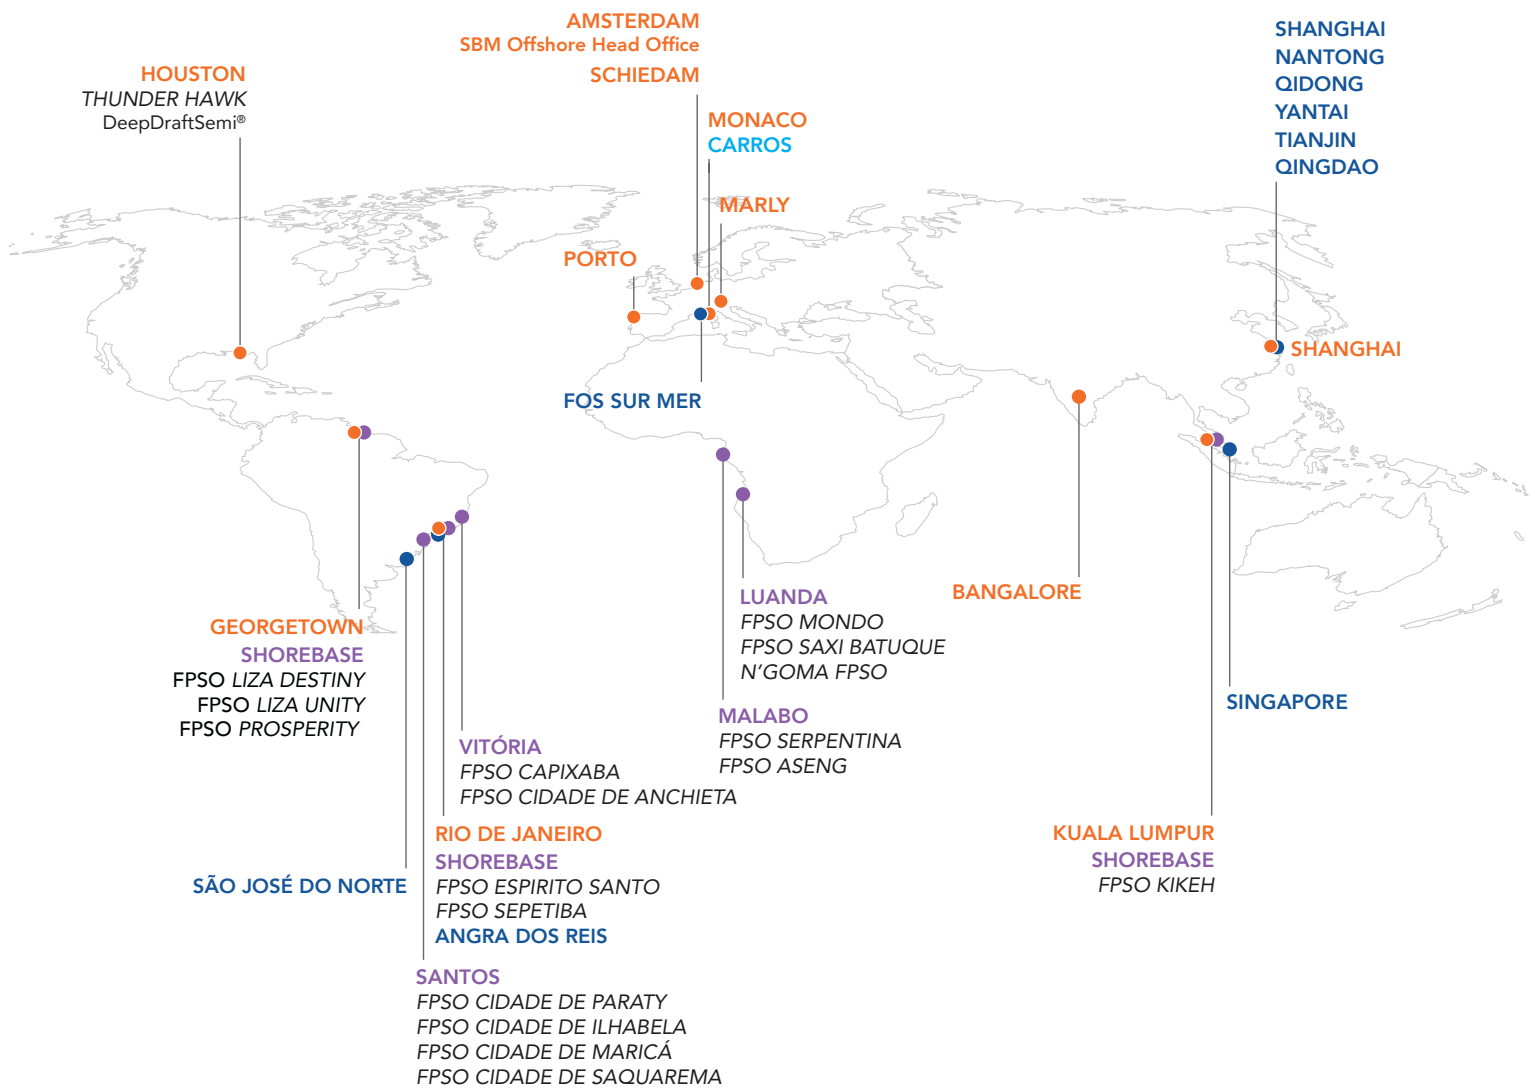 AMSTERDAM
SBM Offshore Head Office
SCHIEDAM
SHANGHAI
NANTONG
QIDONG
YANTAI
TIANJIN
QINGDAO
HOUSTON
THUNDER HAWK
DeepDraftSemi®
MONACO
CARROS
MARLY
PORTO
SHANGHAI
FOS SUR MER
BANGALORE
LUANDA
FPSO MONDO
FPSO SAXI BATUQUE
N'GOMA FPSO
GEORGETOWN
SHOREBASE
FPSO LIZA DESTINY
FPSO LIZA UNITY
FPSO PROSPERITY
SINGAPORE
MALABO
FPSO SERPENTINA
FPSO ASENG
VITÓRIA
FPSO CAPIXABA
FPSO CIDADE DE ANCHIETA
RIO DE JANEIRO
SHOREBASE
FPSO ESPIRITO SANTO
FPSO SEPETIBA
ANGRA DOS REIS
KUALA LUMPUR
SHOREBASE
FPSO KIKEH
SÃO JOSÉ DO NORTE
SANTOS
FPSO CIDADE DE PARATY
FPSO CIDADE DE ILHABELA
FPSO CIDADE DE MARICÁ
FPSO CIDADE DE SAQUAREMA